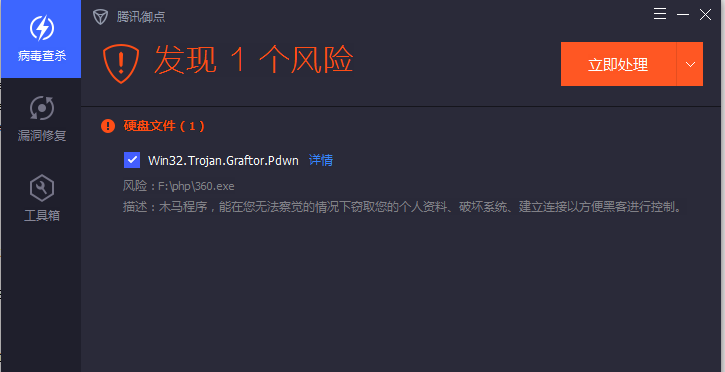 腾讯御点
病毒查杀
发现 1 个风险
立即处理
漏洞修复
硬盘文件（1）
Win32.Trojan.Graftor.Pdwn 详情
风险：F:\php\360.exe
描述：木马程序，能在您无法察觉的情况下窃取您的个人资料、破坏系统、建立连接以方便黑客进行控制。
工具箱